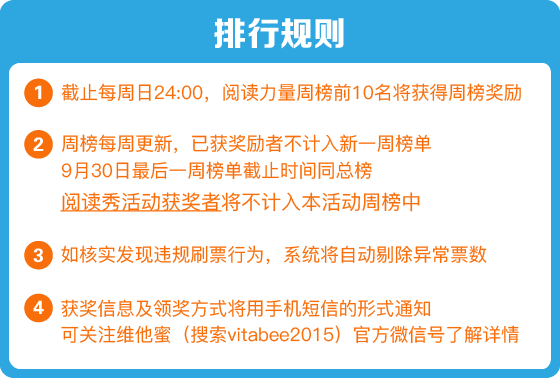 排行规则
1 截止每周日24:00，阅读力量周榜前10名将获得周榜奖励
2 周榜每周更新，已获奖励者不计入新一周榜单
9月30日最后一周榜单截止时间同总榜
阅读秀活动获奖者将不计入本活动周榜中
3 如核实发现违规刷票行为，系统将自动剔除异常票数
4 获奖信息及领奖方式将用手机短信的形式通知
可关注维他蜜（搜索vitabee2015）官方微信号了解详情